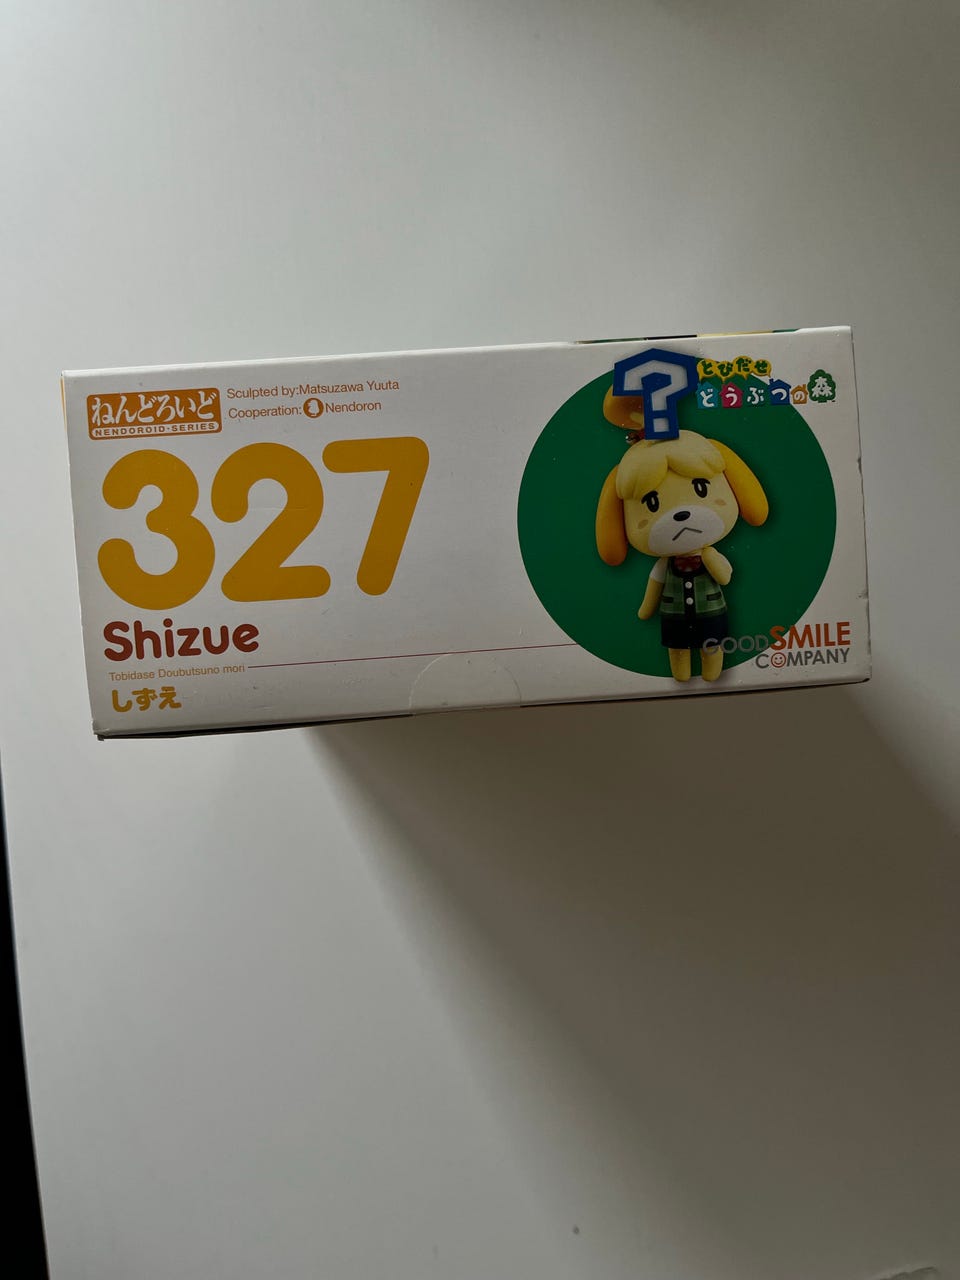 ねんどろいど
NENDOROID・SERIES
Sculpted by:Matsuzawa Yuuta
Cooperation: Nendoron
327
Shizue
Tobidase Doubutsuno mori
しずえ
?
とびだせ
どうぶつの森
GOODSMILE
COMPANY